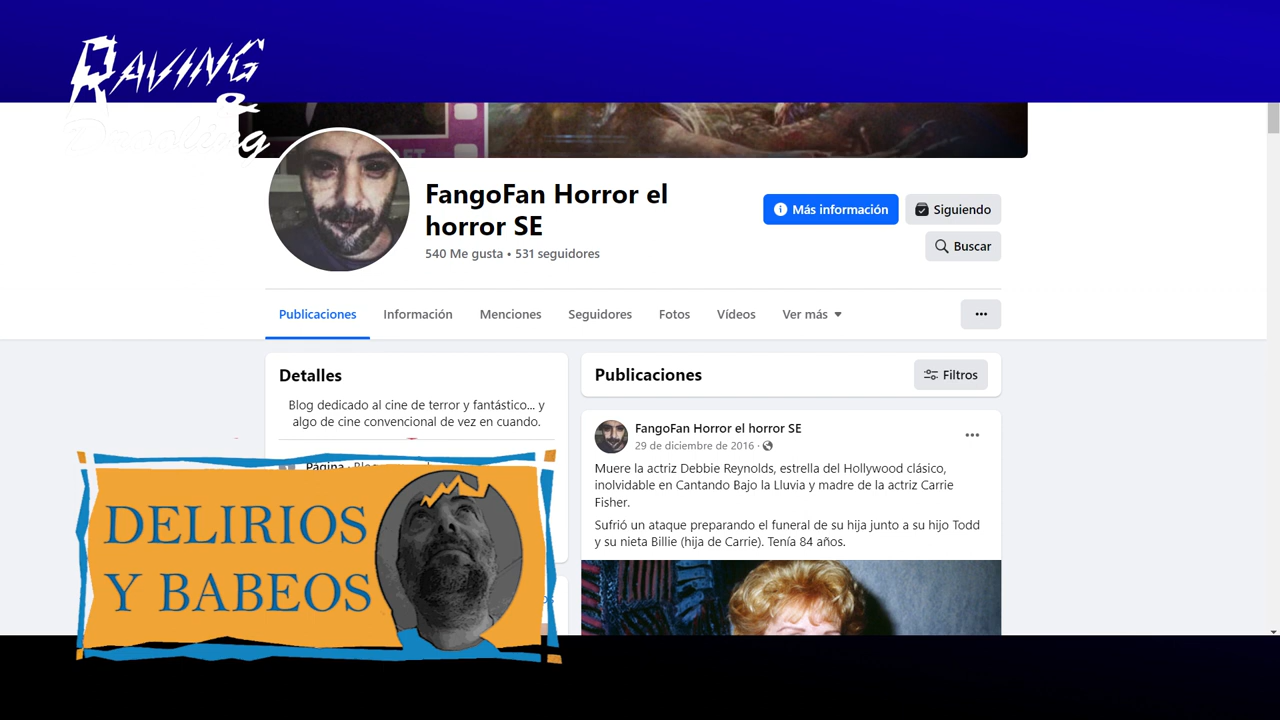 RAVING
&
Drooling
FangoFan Horror el
horror SE
540 Me gusta • 531 seguidores
Más información
Siguiendo
Buscar
Publicaciones
Información
Menciones
Seguidores
Fotos
Vídeos
Ver más
Detalles
Blog dedicado al cine de terror y fantástico... y
algo de cine convencional de vez en cuando.
Página
Publicaciones
Filtros
FangoFan Horror el horror SE
29 de diciembre de 2016 ·
Muere la actriz Debbie Reynolds, estrella del Hollywood clásico,
inolvidable en Cantando Bajo la Lluvia y madre de la actriz Carrie
Fisher.
Sufrió un ataque preparando el funeral de su hija junto a su hijo Todd
y su nieta Billie (hija de Carrie). Tenía 84 años.
DELIRIOS
Y BABEOS